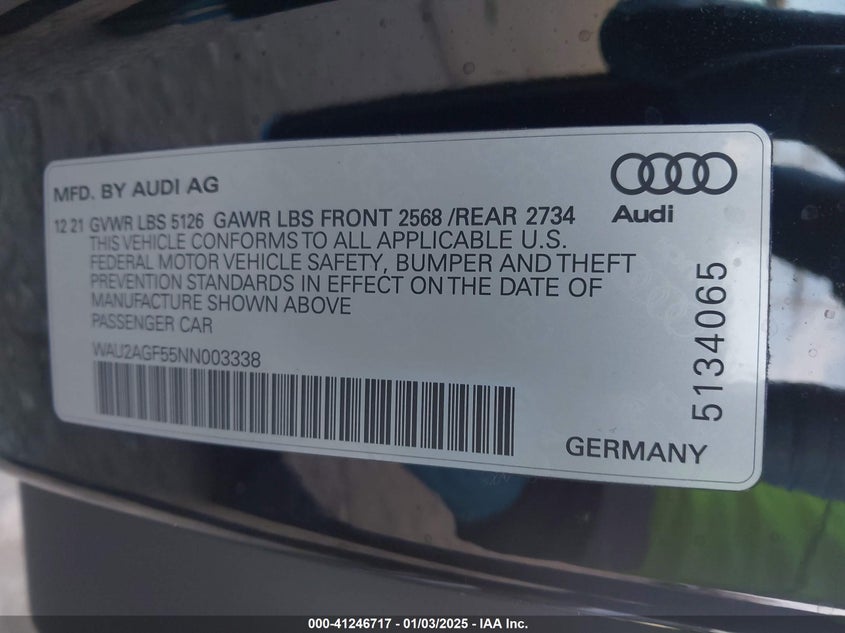 MFD. BY AUDI AG
Audi
12 21 GVWR LBS 5126 GAWR LBS FRONT 2568 /REAR 2734
THIS VEHICLE CONFORMS TO ALL APPLICABLE U.S.
FEDERAL MOTOR VEHICLE SAFETY, BUMPER AND THEFT
PREVENTION STANDARDS IN EFFECT ON THE DATE OF
MANUFACTURE SHOWN ABOVE
PASSENGER CAR
WAU2AGF55NN003338
5134065
GERMANY
000-41246717 - 01/03/2025 - IAA Inc.